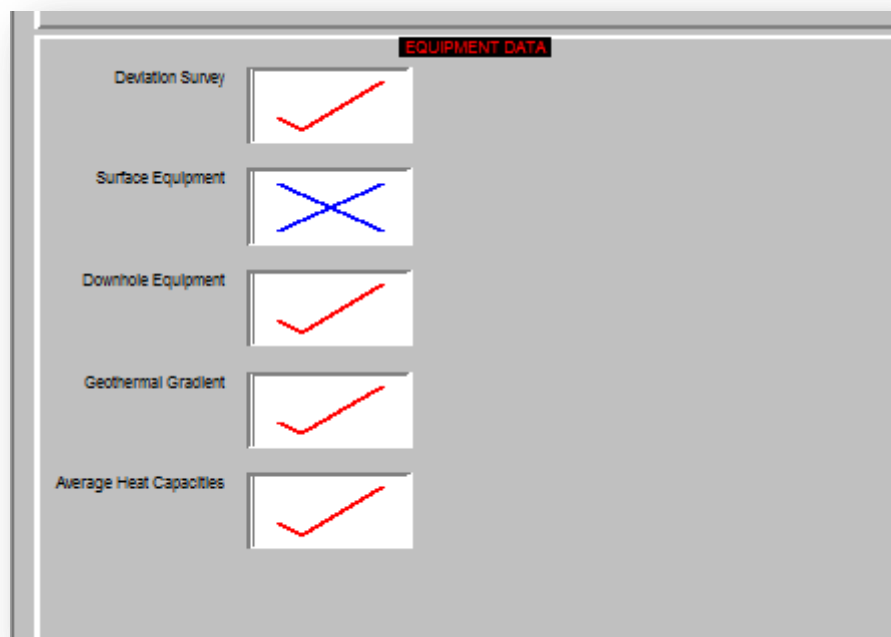 EQUIPMENT DATA
Deviation Survey
Surface Equipment
Downhole Equipment
Geothermal Gradient
Average Heat Capacities